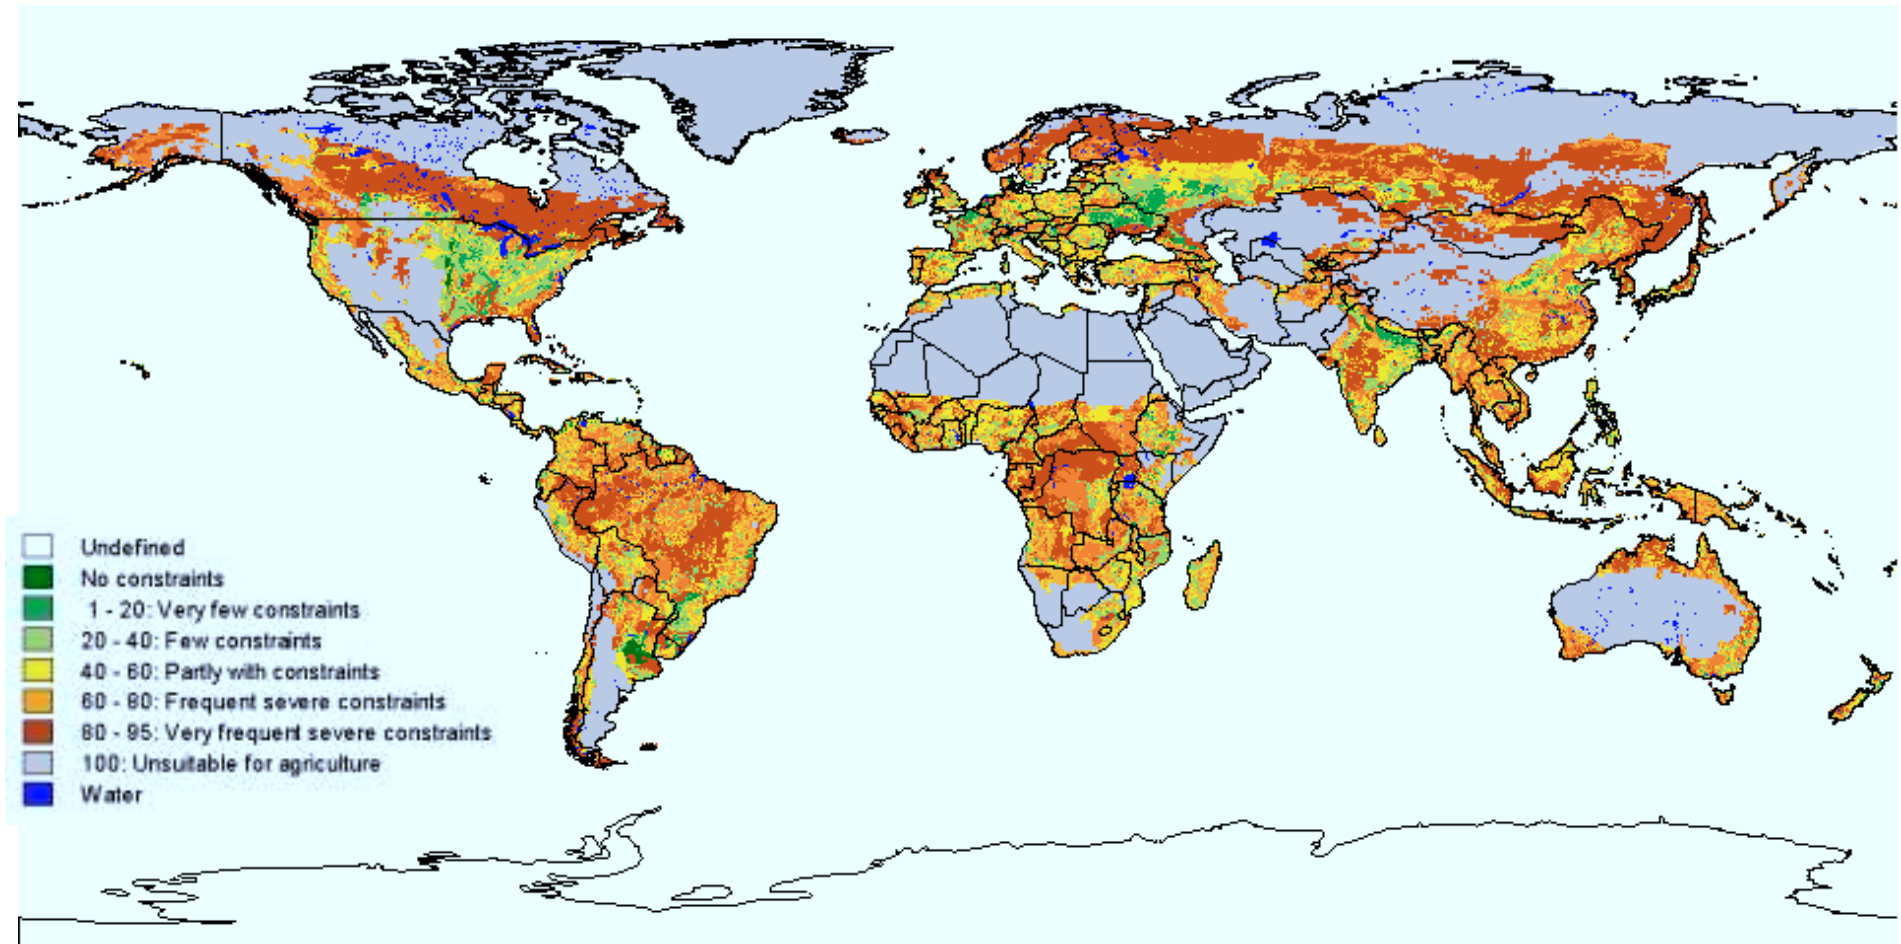 Undefined
No constraints
1 - 20: Very few constraints
20 - 40: Few constraints
40 - 60: Partly with constraints
60 - 80: Frequent severe constraints
80 - 95: Very frequent severe constraints
100: Unsuitable for agriculture
Water